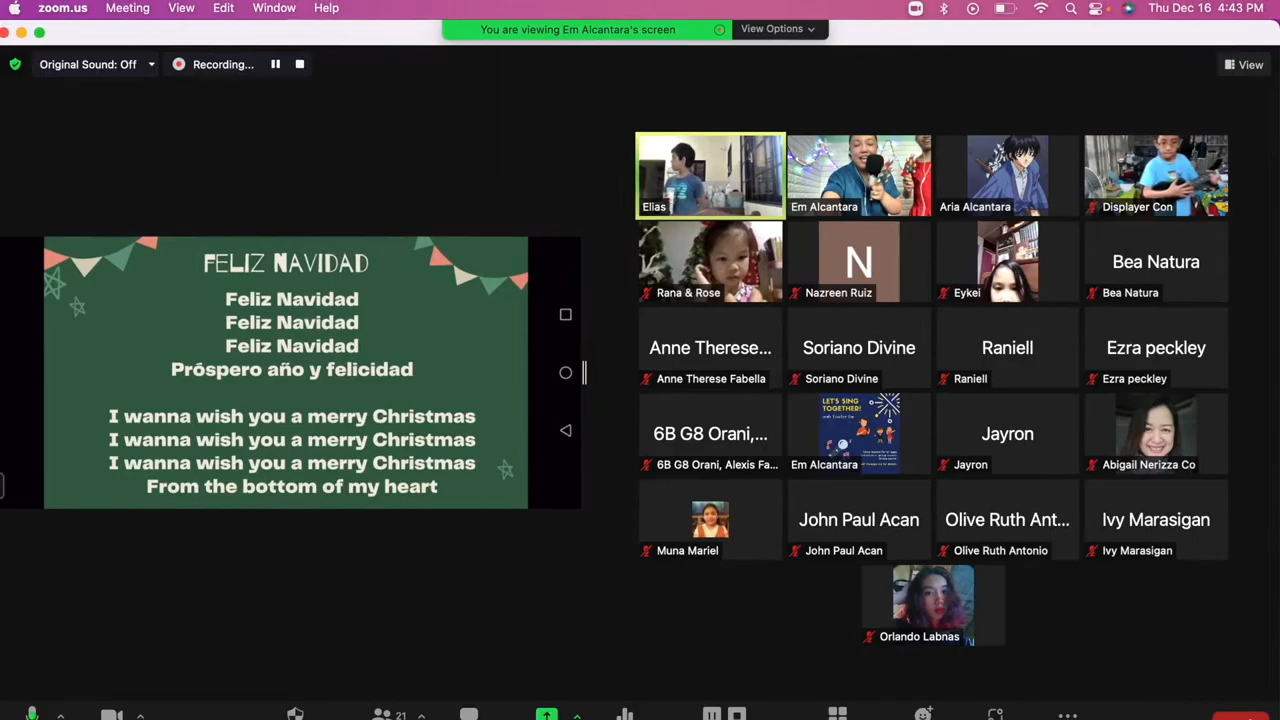 zoom.us Meeting View Edit Window Help
Thu Dec 16 4:43 PM
You are viewing Em Alcantara's screen
View Options
Original Sound: Off
Recording...
View
FELIZ NAVIDAD
Feliz Navidad
Feliz Navidad
Feliz Navidad
Próspero año y felicidad
I wanna wish you a merry Christmas
I wanna wish you a merry Christmas
I wanna wish you a merry Christmas
From the bottom of my heart
Elias
Em Alcantara
Aria Alcantara
Displayer Con
Rana & Rose
N
Nazreen Ruiz
Eykei
Bea Natura
Bea Natura
Anne Therese...
Anne Therese Fabella
Soriano Divine
Soriano Divine
Raniell
Raniell
Ezra peckley
Ezra peckley
6B G8 Orani,...
6B G8 Orani, Alexis Fa...
LET'S SING
TOGETHER!
Em Alcantara
Jayron
Jayron
Abigail Nerizza Co
Muna Mariel
John Paul Acan
John Paul Acan
Olive Ruth Ant...
Olive Ruth Antonio
Ivy Marasigan
Ivy Marasigan
Orlando Labnas
21